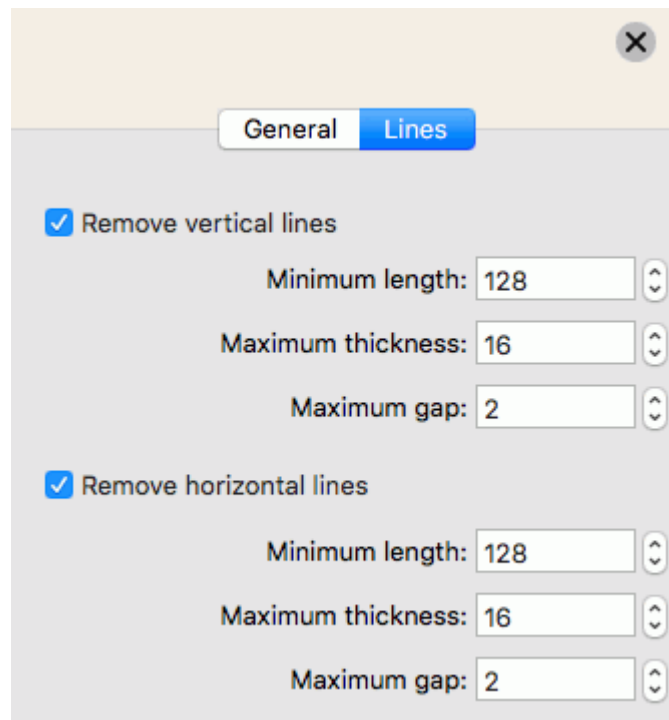 General Lines
Remove vertical lines
Minimum length: 128
Maximum thickness: 16
Maximum gap: 2
Remove horizontal lines
Minimum length: 128
Maximum thickness: 16
Maximum gap: 2